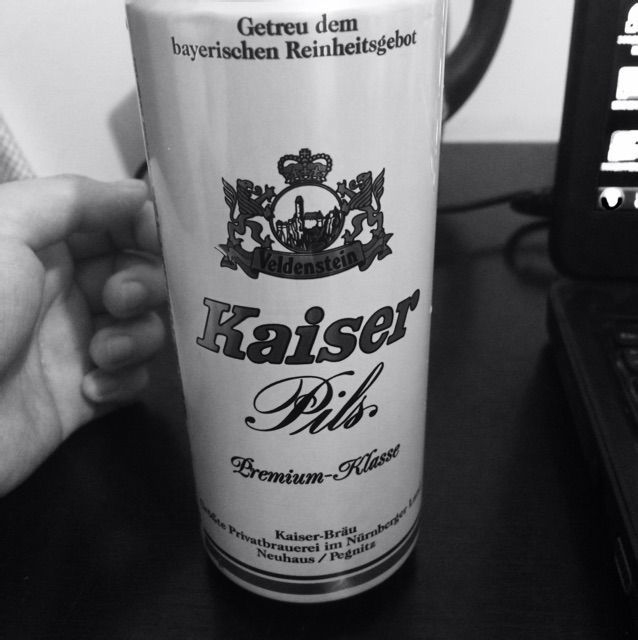 Getreu dem
bayerischen Reinheitsgebot
Veldenstein
Kaiser
Pils.
Premium-Klasse
Kaiser-Bräu
Privatbrauerei im Nürnberger
Neuhaus / Pegnitz